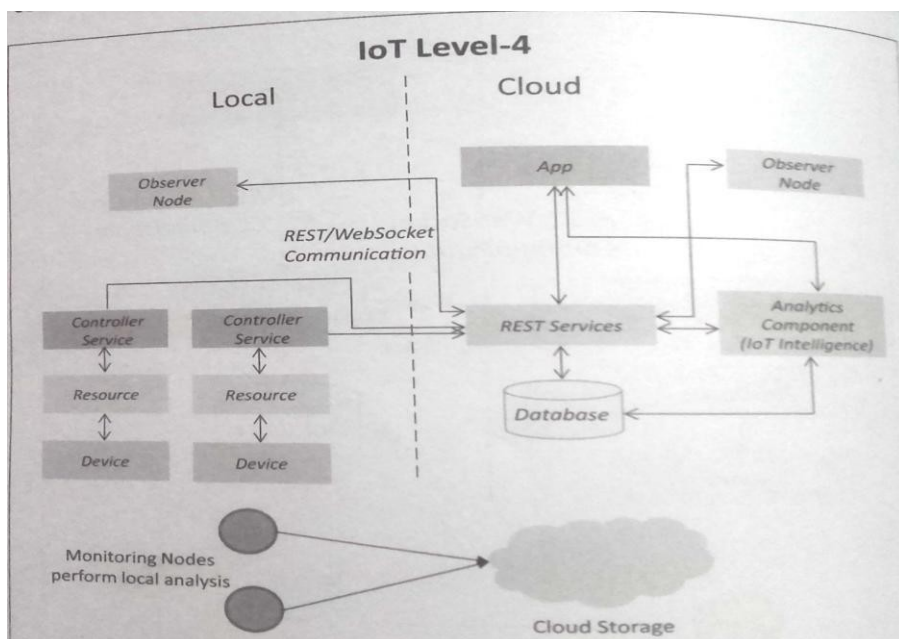 IoT Level-4
Local
Cloud
Observer
Node
App
Observer
Node
REST/WebSocket
Communication
Controller
Service
Controller
Service
REST Services
Analytics
Component
(IoT Intelligence)
Resource
Resource
Database
Device
Device
Monitoring Nodes
perform local analysis
Cloud Storage